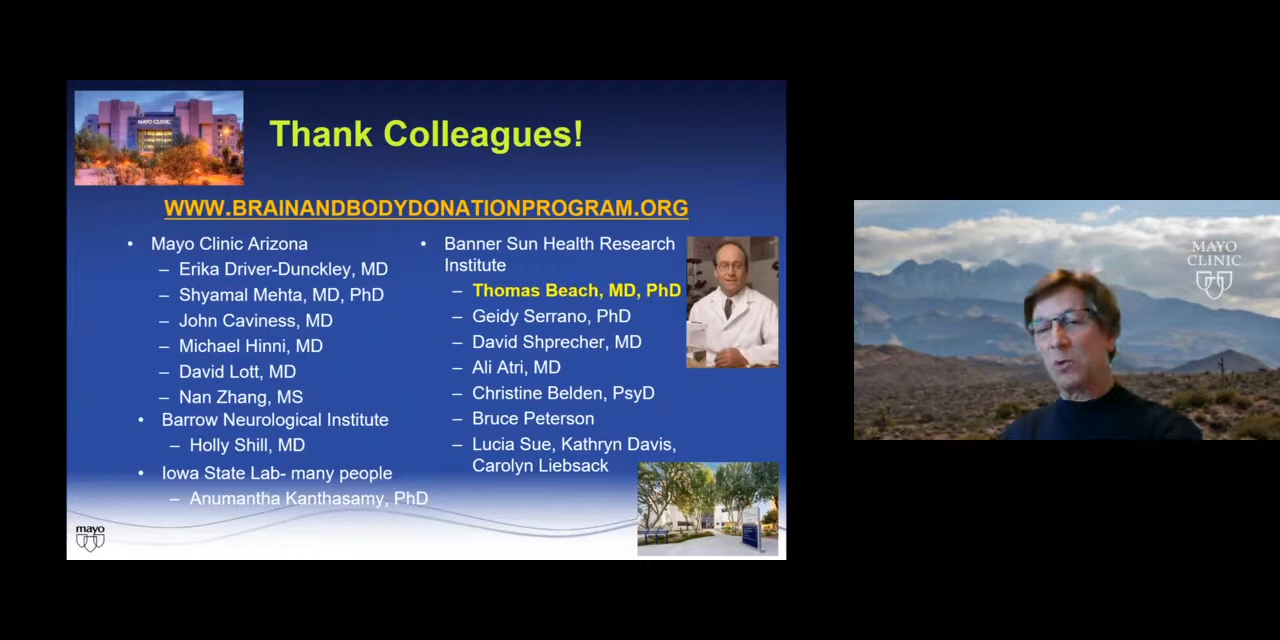 MAYO CLINIC
Thank Colleagues!
WWW.BRAINANDBODYDONATIONPROGRAM.ORG
• Mayo Clinic Arizona
– Erika Driver-Dunckley, MD
– Shyamal Mehta, MD, PhD
– John Caviness, MD
– Michael Hinni, MD
– David Lott, MD
– Nan Zhang, MS
• Barrow Neurological Institute
– Holly Shill, MD
• Iowa State Lab- many people
– Anumantha Kanthasamy, PhD
• Banner Sun Health Research
Institute
– Thomas Beach, MD, PhD
– Geidy Serrano, PhD
– David Shprecher, MD
– Ali Atri, MD
– Christine Belden, PsyD
– Bruce Peterson
– Lucia Sue, Kathryn Davis,
Carolyn Liebsack
mayo
MAYO
CLINIC